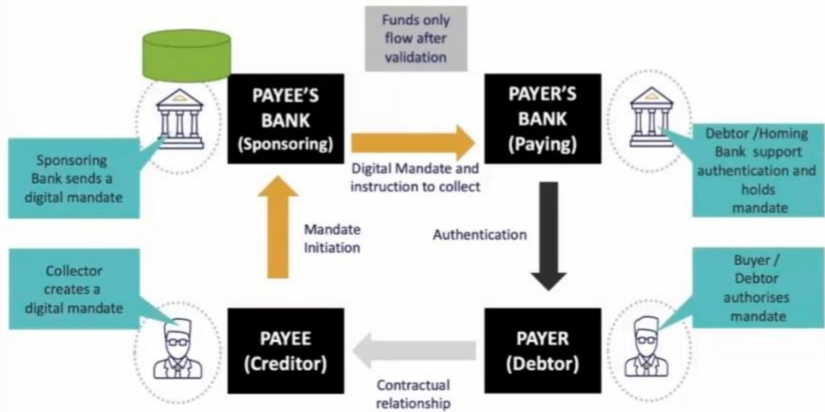 Funds only
flow after
validation
PAYEE'S
BANK
(Sponsoring)
PAYER'S
BANK
(Paying)
Sponsoring
Bank sends a
digital mandate
Digital Mandate and
instruction to collect
Debtor /Homing
Bank support
authentication and
holds
mandate
Mandate
Initiation
Authentication
Collector
creates a
digital mandate
Buyer /
Debtor
authorises
mandate
PAYEE
(Creditor)
PAYER
(Debtor)
Contractual
relationship